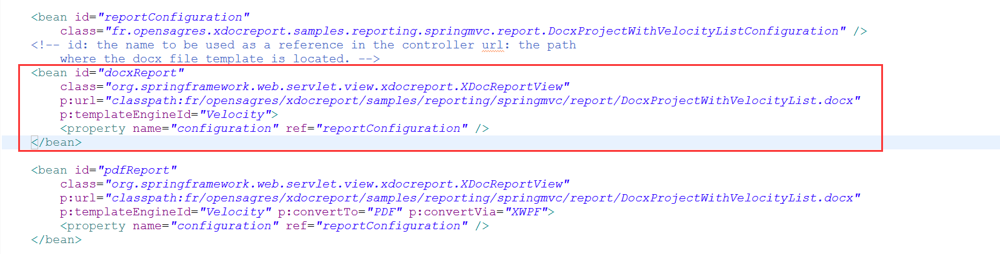 <bean id="reportConfiguration"
class="fr.opensagres.xdocreport.samples.reporting.springmvc.report.DocxProjectWithVelocityListConfiguration" />
<!-- id: the name to be used as a reference in the controller url: the path
where the docx file template is located. -->
<bean id="docxReport"
class="org.springframework.web.servlet.view.xdocreport.XDocReportView"
p:url="classpath:fr/opensagres/xdocreport/samples/reporting/springmvc/report/DocxProjectWithVelocityList.docx"
p:templateEngineId="Velocity">
<property name="configuration" ref="reportConfiguration" />
</bean>
<bean id="pdfReport"
class="org.springframework.web.servlet.view.xdocreport.XDocReportView"
p:url="classpath:fr/opensagres/xdocreport/samples/reporting/springmvc/report/DocxProjectWithVelocityList.docx"
p:templateEngineId="Velocity" p:convertTo="PDF" p:convertVia="XWPF">
<property name="configuration" ref="reportConfiguration" />
</bean>